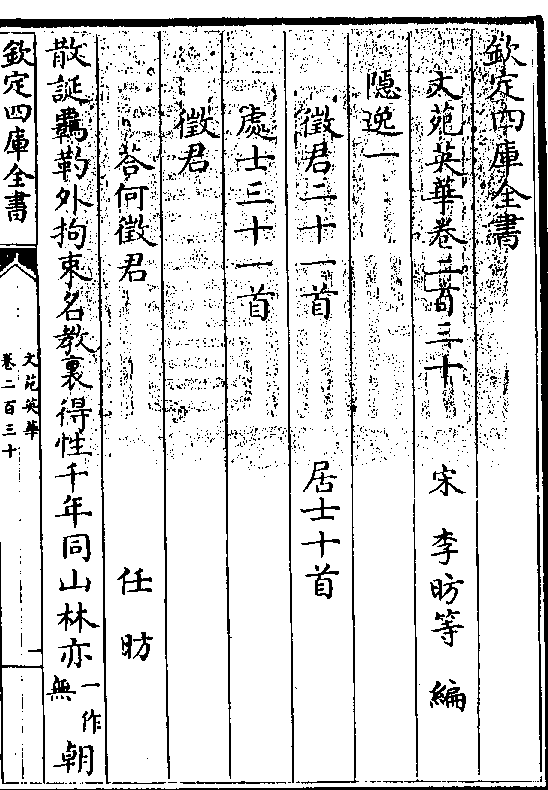 欽定四庫全書
文苑英華卷二百三十　宋　李昉等　編
隱逸一
徵君二十一首　居士十首
處士三十一首
徵君
荅何徵君　任昉
散誕羈靮外拘束名教裏得性千年同山林亦一作無朝
欽定四庫全書
文苑英華
卷二百三十
一